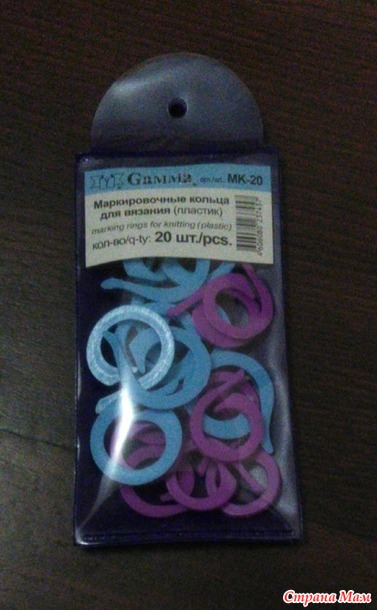 Gamma арт./art. MK-20
Маркировочные кольца
для вязания (пластик)
marking rings for knitting (plastic)
кол-во/q-ty: 20 шт./pcs.
Страна Мам